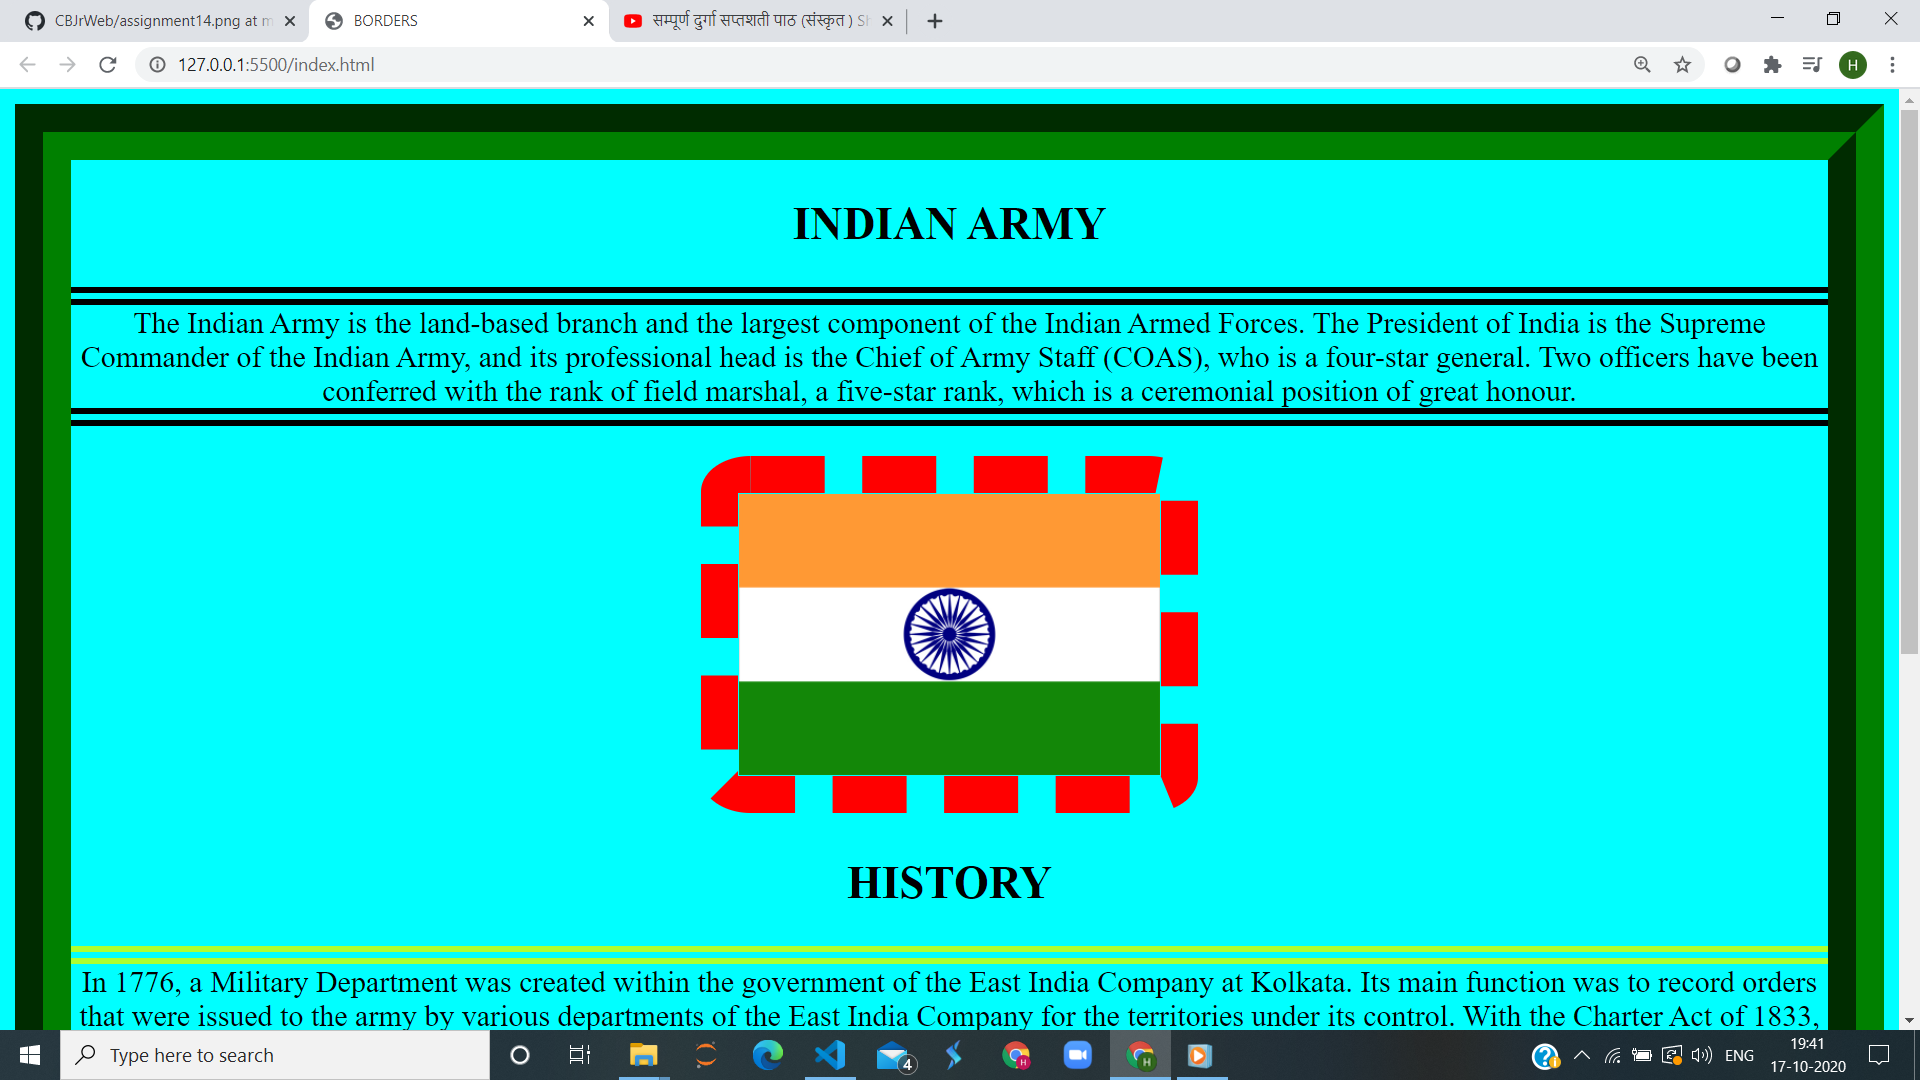 CBJrWeb/assignment14.png at m
BORDERS
सम्पूर्ण दुर्गा सप्तशती पाठ (संस्कृत )
127.0.0.1:5500/index.html
H
INDIAN ARMY
The Indian Army is the land-based branch and the largest component of the Indian Armed Forces. The President of India is the Supreme
Commander of the Indian Army, and its professional head is the Chief of Army Staff (COAS), who is a four-star general. Two officers have been
conferred with the rank of field marshal, a five-star rank, which is a ceremonial position of great honour.
HISTORY
In 1776, a Military Department was created within the government of the East India Company at Kolkata. Its main function was to record orders
that were issued to the army by various departments of the East India Company for the territories under its control. With the Charter Act of 1833,
Type here to search
4
H
H
ENG
19:41
17-10-2020